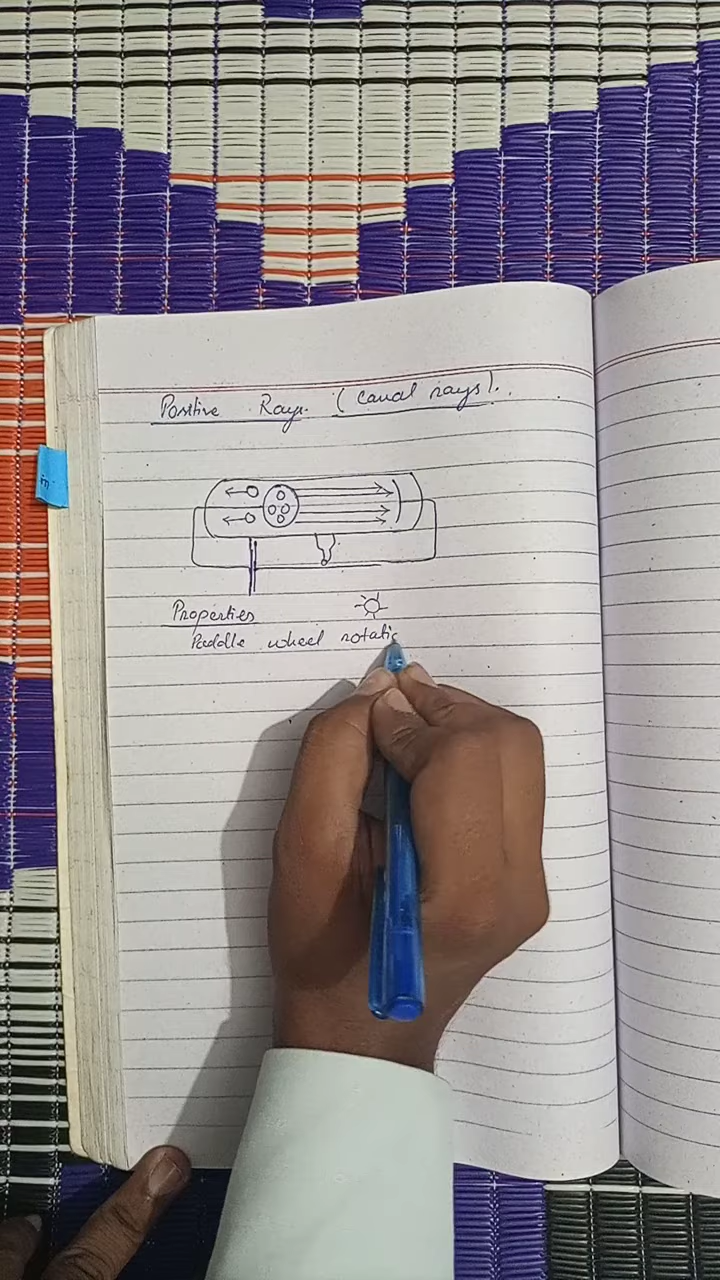 Positive Rays. (Canal rays).
Properties
Paddle wheel rotatio